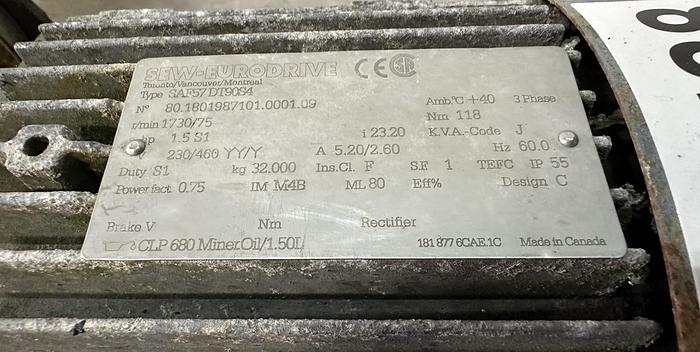 SEW-EURODRIVE CE CSA
Toronto/Vancouver/Montreal
Type SAF57 DT90S4
N° 80.1801987101.0001.09 Amb.°C +40 3 Phase
r/min 1730/75 Nm 118
hp 1.5 S1 i 23.20 K.V.A.-Code J
V 230/460 YY/Y A 5.20/2.60 Hz 60.0
Duty S1 kg 32.000 Ins.Cl. F S.F. 1 TEFC IP 55
Power fact. 0.75 IM M4B ML 80 Eff% Design C
Brake V Nm Rectifier
CLP 680 Miner.Oil/1.50L 181 877 6CAE.1C Made in Canada